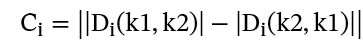 Cᵢ = ||Dᵢ(k1, k2)| − |Dᵢ(k2, k1)||